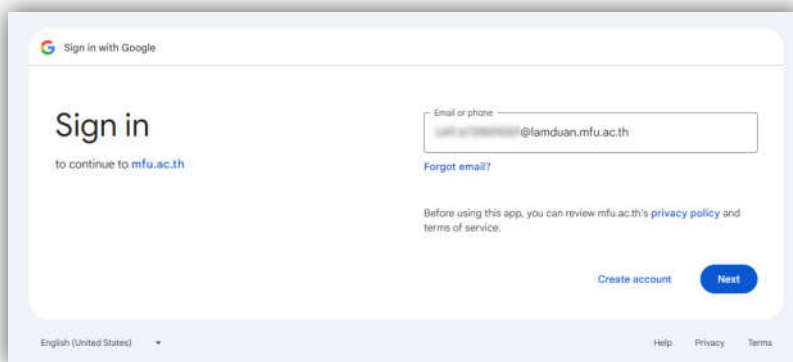 Sign in with Google
Sign in
to continue to mfu.ac.th
Email or phone
@lamduan.mfu.ac.th
Forgot email?
Before using this app, you can review mfu.ac.th's privacy policy and
terms of service.
Create account
Next
English (United States)
Help
Privacy
Terms